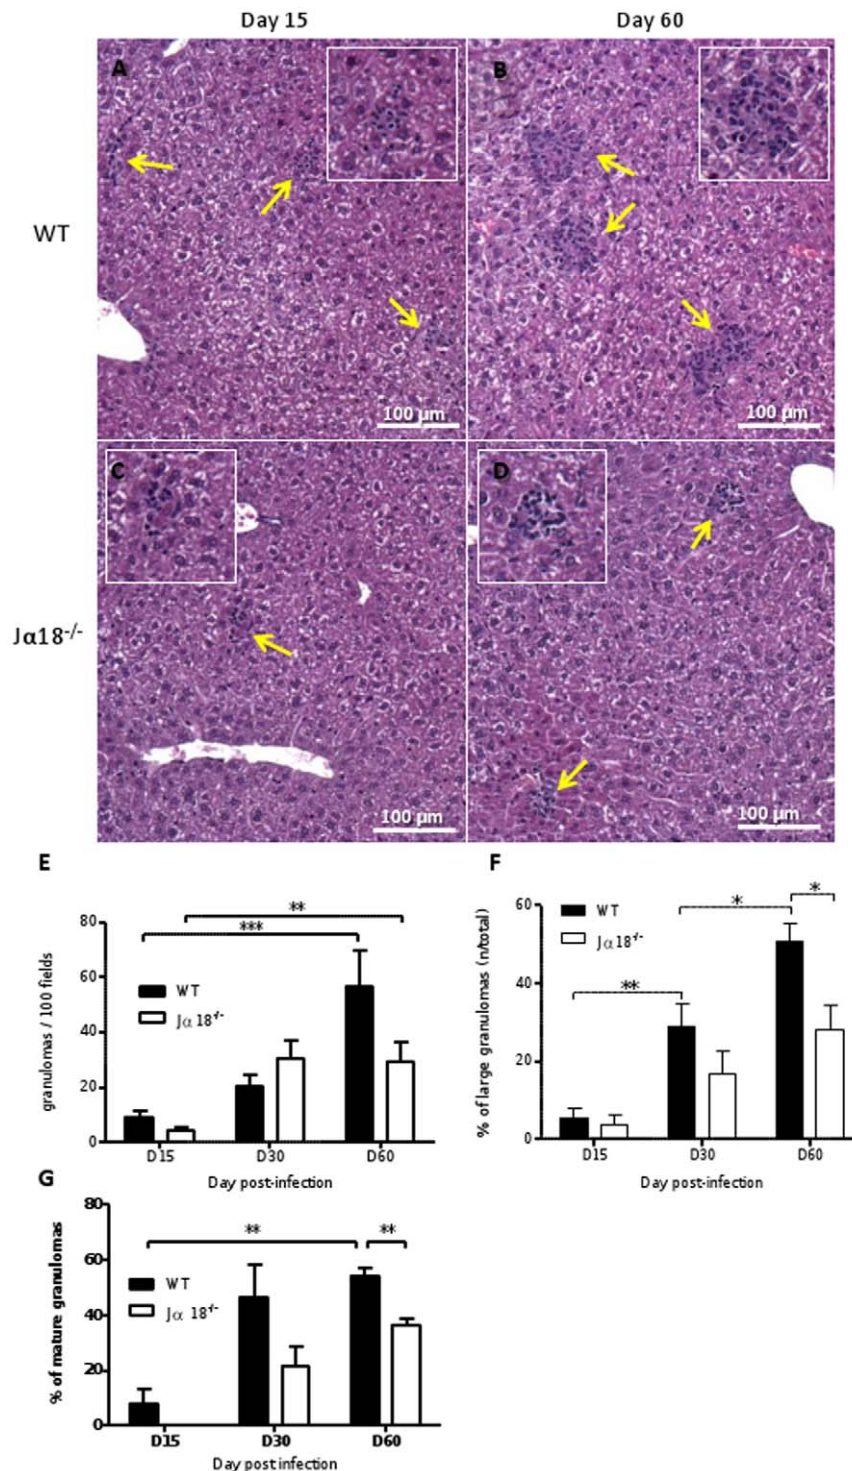 Day 15 Day 60
A B
WT
100 µm 100 µm
C D
Jα18-/-
100 µm 100 µm
E
granulomas / 100 fields
80
60
40
20
0
** 
***
WT
Jα 18-/-
D15 D30 D60
Day post-infection
F
% of large granulomas (n/total)
60
40
20
0
WT
Jα18-/-
*
*
**
D15 D30 D60
Day post-infection
G
% of mature granulomas
80
60
40
20
0
** **
WT
Jα 18-/-
D15 D30 D60
Day post infection